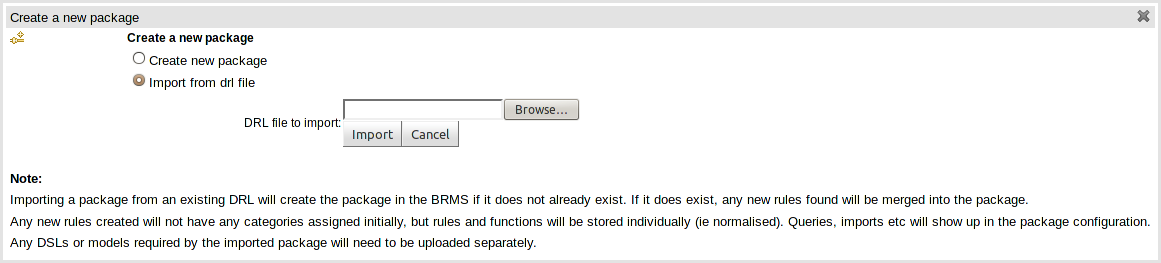 Create a new package
Create a new package
Create new package
Import from drl file
DRL file to import: Browse...
Import Cancel
Note:
Importing a package from an existing DRL will create the package in the BRMS if it does not already exist. If it does exist, any new rules found will be merged into the package.
Any new rules created will not have any categories assigned initially, but rules and functions will be stored individually (ie normalised). Queries, imports etc will show up in the package configuration.
Any DSLs or models required by the imported package will need to be uploaded separately.